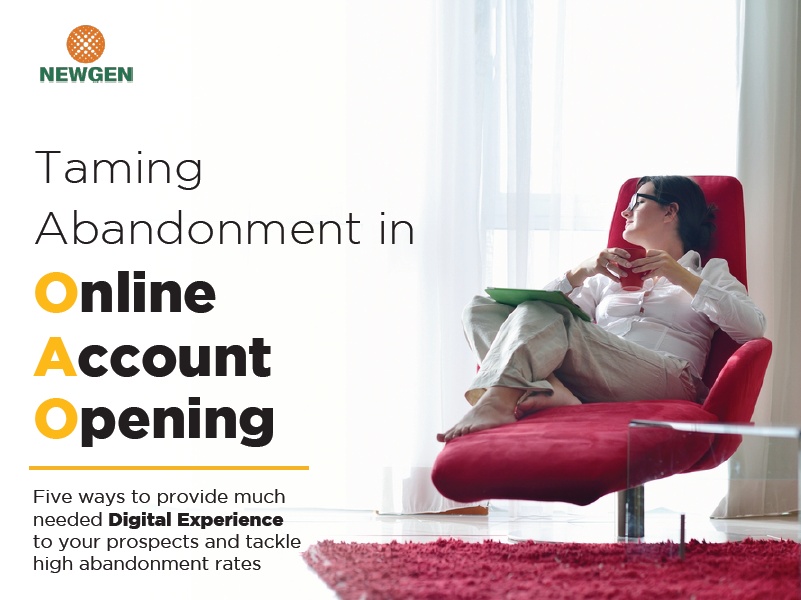 NEWGEN
Taming
Abandonment in
Online
Account
Opening
Five ways to provide much
needed Digital Experience
to your prospects and tackle
high abandonment rates